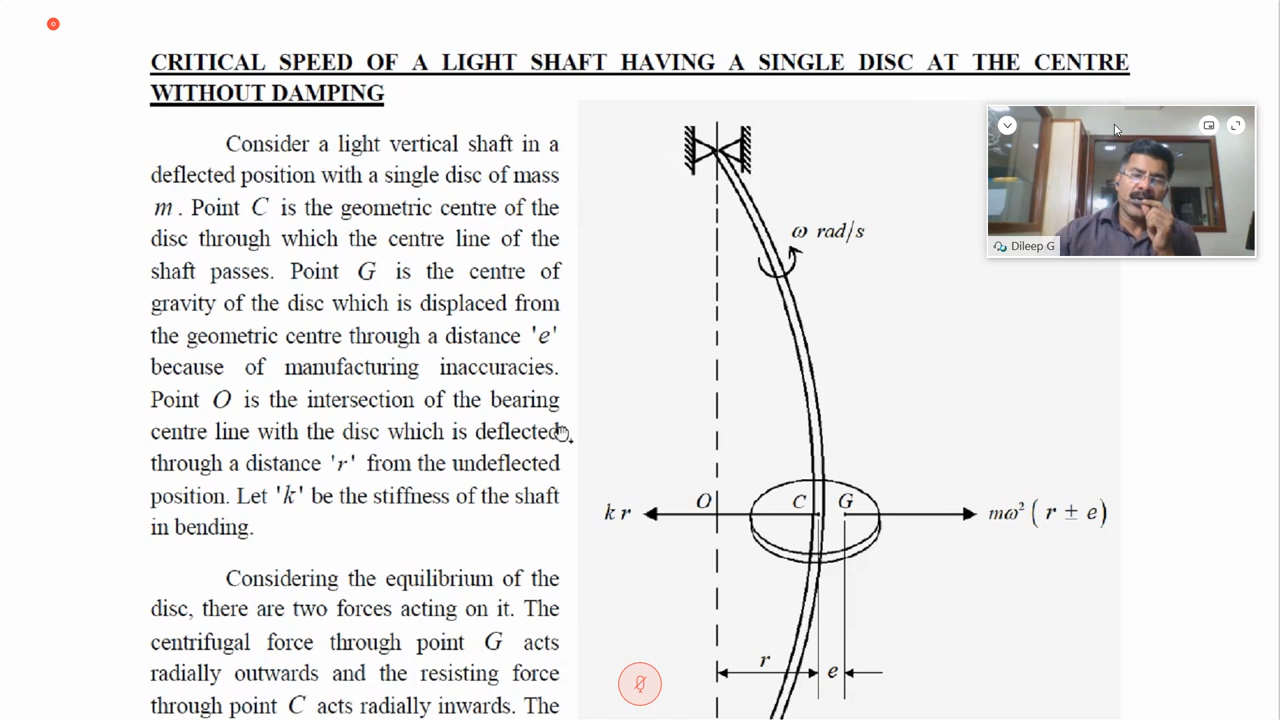 CRITICAL SPEED OF A LIGHT SHAFT HAVING A SINGLE DISC AT THE CENTRE
WITHOUT DAMPING
Consider a light vertical shaft in a
deflected position with a single disc of mass
m. Point C is the geometric centre of the
disc through which the centre line of the
shaft passes. Point G is the centre of
gravity of the disc which is displaced from
the geometric centre through a distance 'e'
because of manufacturing inaccuracies.
Point O is the intersection of the bearing
centre line with the disc which is deflected
through a distance 'r' from the undeflected
position. Let 'k' be the stiffness of the shaft
in bending.
Considering the equilibrium of the
disc, there are two forces acting on it. The
centrifugal force through point G acts
radially outwards and the resisting force
through point C acts radially inwards. The
ω rad/s
k r
O
C
G
mω² ( r ± e )
r
e
Dileep G